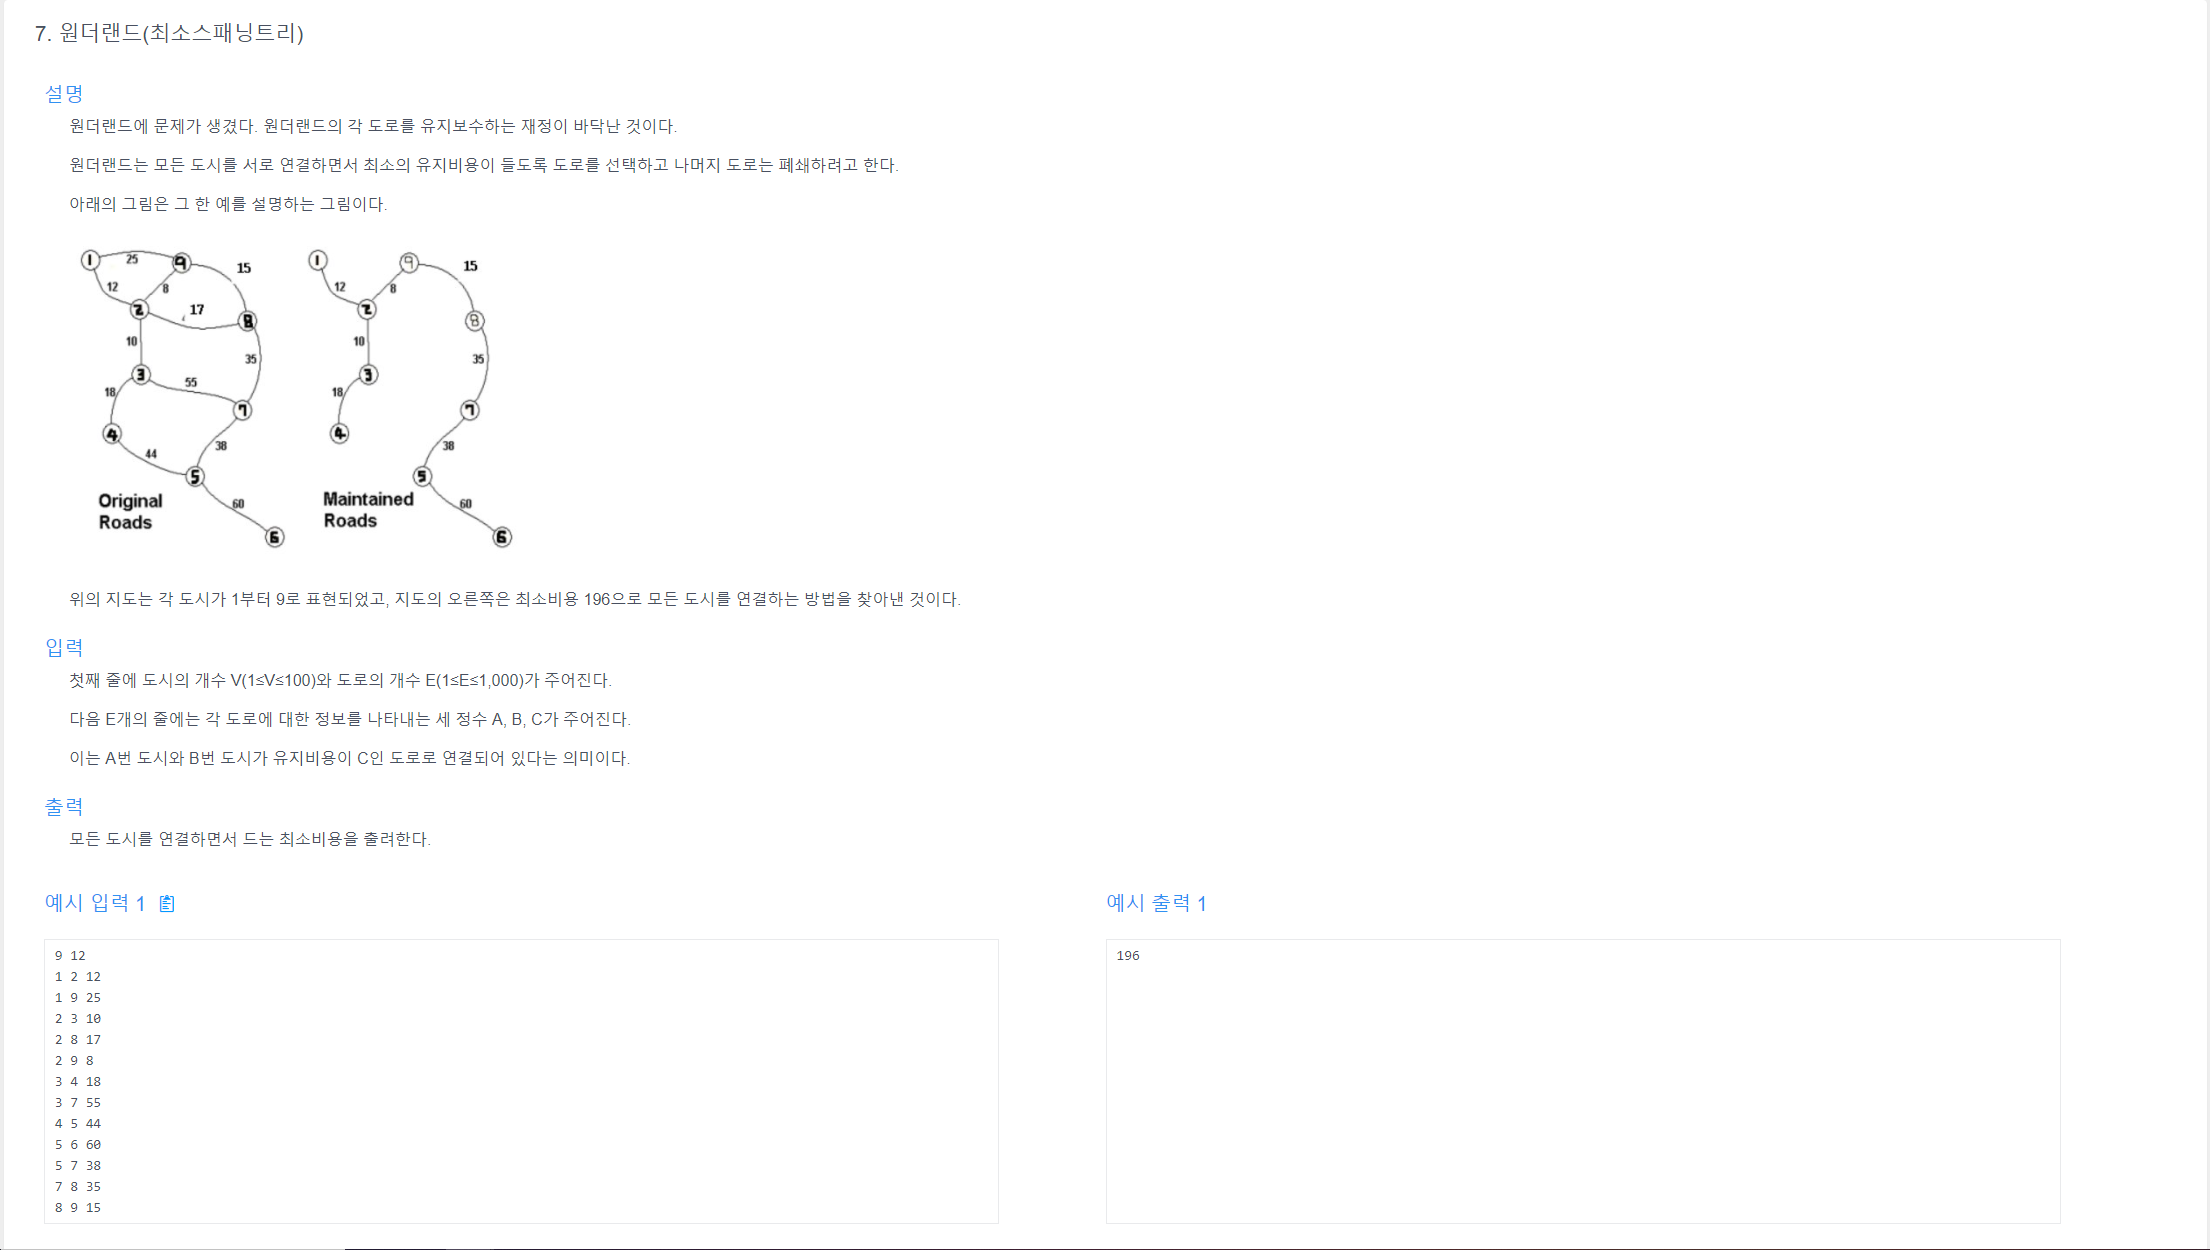 7. 원더랜드(최소스패닝트리)
설명
원더랜드에 문제가 생겼다. 원더랜드의 각 도로를 유지보수하는 재정이 바닥난 것이다.
원더랜드는 모든 도시를 서로 연결하면서 최소의 유지비용이 들도록 도로를 선택하고 나머지 도로는 폐쇄하려고 한다.
아래의 그림은 그 한 예를 설명하는 그림이다.
1 25 9 15
12 8
2 17 8
10
35
3 55
18
7
4
44 38
5
60
6
Original
Roads
1 9 15
12 8
2 8
10
35
3
18
7
4
38
5
60
6
Maintained
Roads
위의 지도는 각 도시가 1부터 9로 표현되었고, 지도의 오른쪽은 최소비용 196으로 모든 도시를 연결하는 방법을 찾아낸 것이다.
입력
첫째 줄에 도시의 개수 V(1≤V≤100)와 도로의 개수 E(1≤E≤1,000)가 주어진다.
다음 E개의 줄에는 각 도로에 대한 정보를 나타내는 세 정수 A, B, C가 주어진다.
이는 A번 도시와 B번 도시가 유지비용이 C인 도로로 연결되어 있다는 의미이다.
출력
모든 도시를 연결하면서 드는 최소비용을 출려한다.
예시 입력 1
9 12
1 2 12
1 9 25
2 3 10
2 8 17
2 9 8
3 4 18
3 7 55
4 5 44
5 6 60
5 7 38
7 8 35
8 9 15
예시 출력 1
196